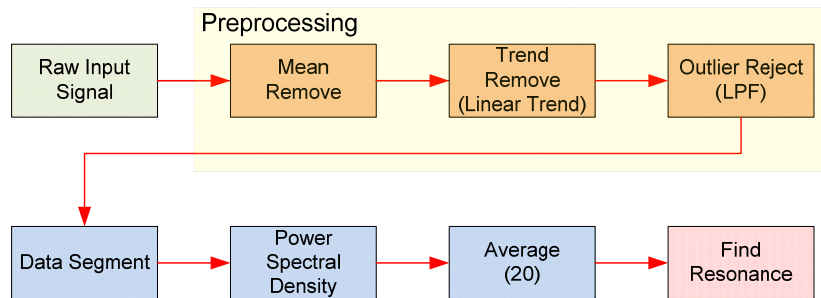 Preprocessing
Raw Input
Signal
Mean
Remove
Trend
Remove
(Linear Trend)
Outlier Reject
(LPF)
Data Segment
Power
Spectral
Density
Average
(20)
Find
Resonance